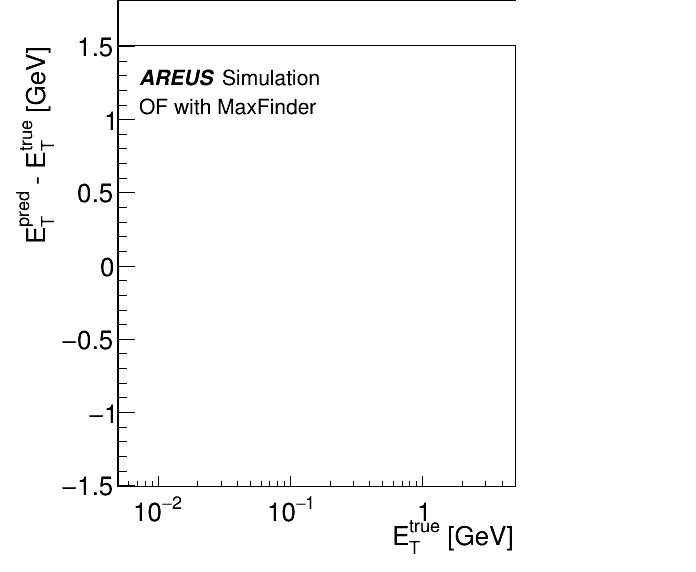 1.5
AREUS Simulation
OF with MaxFinder
1
0.5
0
−0.5
−1
−1.5
E_T^pred - E_T^true [GeV]
10^−2 10^−1 1
E_T^true [GeV]